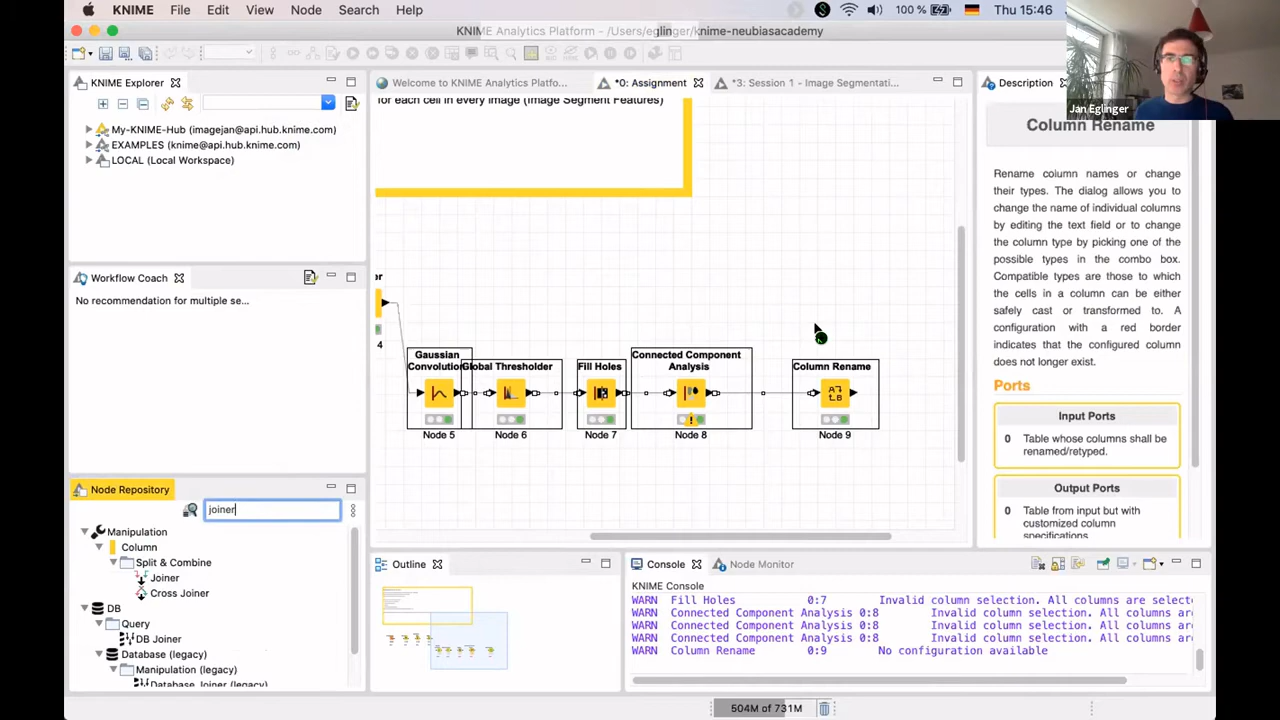 KNIME File Edit View Node Search Help 100 % Thu 15:46
KNIME Analytics Platform - /Users/eglinger/knime-neubiasacademy
KNIME Explorer
Welcome to KNIME Analytics Platfo...
*0: Assignment
*3: Session 1 - Image Segmentati...
Description
Jan Eglinger
My-KNIME-Hub (imagejan@api.hub.knime.com)
EXAMPLES (knime@api.hub.knime.com)
LOCAL (Local Workspace)
for each cell in every image (Image Segment Features)
Column Rename
Rename column names or change
their types. The dialog allows you to
change the name of individual columns
by editing the text field or to change
the column type by picking one of the
possible types in the combo box.
Compatible types are those to which
the cells in a column can be either
safely cast or transformed to. A
configuration with a red border
indicates that the configured column
does not longer exist.
Ports
Input Ports
0 Table whose columns shall be
renamed/retyped.
Output Ports
0 Table from input but with
customized column
specifications.
Workflow Coach
No recommendation for multiple se...
er
4
Gaussian
Convolution
Global Thresholder
Fill Holes
Connected Component
Analysis
Column Rename
Node 5
Node 6
Node 7
Node 8
Node 9
Node Repository
joiner
Manipulation
Column
Split & Combine
Joiner
Cross Joiner
DB
Query
DB Joiner
Database (legacy)
Manipulation (legacy)
Database Joiner (legacy)
Outline
Console
Node Monitor
KNIME Console
WARN Fill Holes 0:7 Invalid column selection. All columns are selecte
WARN Connected Component Analysis 0:8 Invalid column selection. All columns are
WARN Connected Component Analysis 0:8 Invalid column selection. All columns are
WARN Connected Component Analysis 0:8 Invalid column selection. All columns are
WARN Column Rename 0:9 No configuration available
504M of 731M